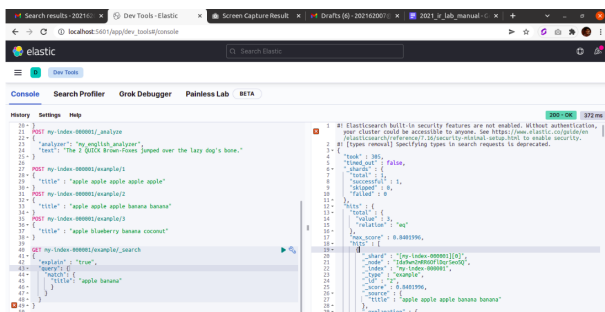 Search results - 202162
Dev Tools - Elastic
Screen Capture Result
Drafts (6) - 202162007@
2021_ir_lab_manual - G
localhost:5601/app/dev_tools#/console
elastic
Search Elastic
D
Dev Tools
Console
Search Profiler
Grok Debugger
Painless Lab
BETA
History
Settings
Help
200 - OK
372 ms
20 }
21 POST my-index-000001/_analyze
22 {
23 "analyzer": "my_english_analyzer",
24 "text": "The 2 QUICK Brown-Foxes jumped over the lazy dog's bone."
25 }
26
27 POST my-index-000001/example/1
28 {
29 "title" : "apple apple apple apple apple"
30 }
31 POST my-index-000001/example/2
32 {
33 "title" : "apple apple apple banana banana"
34 }
35 POST my-index-000001/example/3
36 {
37 "title" : "apple blueberry banana coconut"
38 }
39
40 GET my-index-000001/example/_search
41 {
42 "explain" : "true",
43 "query": {
44 "match": {
45 "title": "apple banana"
46 }
47 }
48 }
49 }
1 #! Elasticsearch built-in security features are not enabled. Without authentication,
your cluster could be accessible to anyone. See https://www.elastic.co/guide/en
/elasticsearch/reference/7.16/security-minimal-setup.html to enable security.
2 #! [types removal] Specifying types in search requests is deprecated.
3 {
4 "took" : 305,
5 "timed_out" : false,
6 "_shards" : {
7 "total" : 1,
8 "successful" : 1,
9 "skipped" : 0,
10 "failed" : 0
11 },
12 "hits" : {
13 "total" : {
14 "value" : 3,
15 "relation" : "eq"
16 },
17 "max_score" : 0.8401996,
18 "hits" : [
19 {
20 "_shard" : "[my-index-000001][0]",
21
22 "_index" : "my-index-000001",
23 "_type" : "example",
24 "_id" : "2",
25 "_score" : 0.8401996,
26 "_source" : {
27 "title" : "apple apple apple banana banana"
28 },